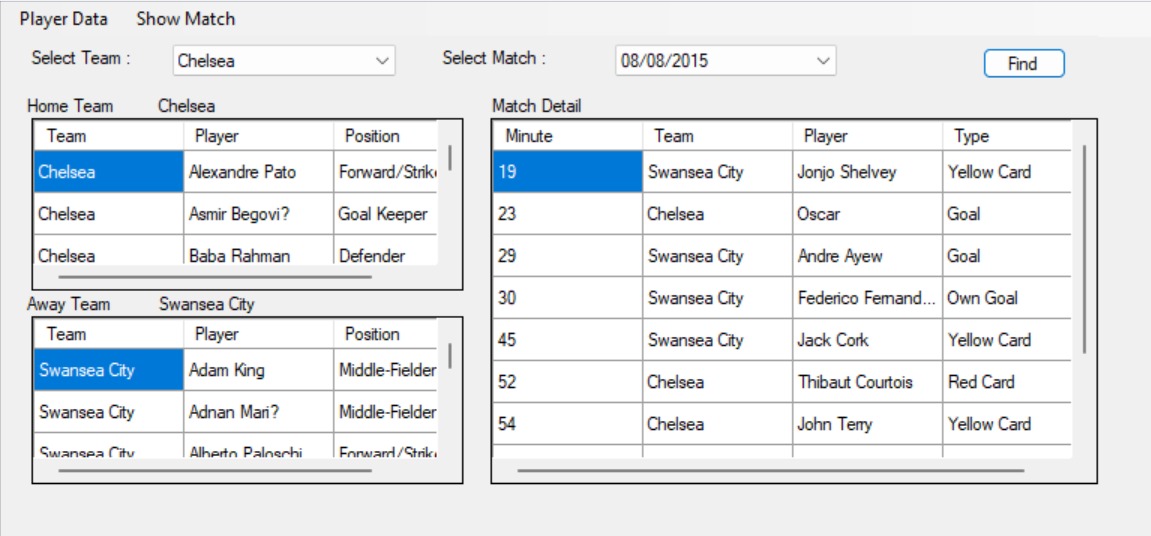 Player Data Show Match
Select Team : Chelsea Select Match : 08/08/2015 Find
Home Team Chelsea
Team Player Position
Chelsea Alexandre Pato Forward/Strik
Chelsea Asmir Begovi? Goal Keeper
Chelsea Baba Rahman Defender
Away Team Swansea City
Team Player Position
Swansea City Adam King Middle-Fielder
Swansea City Adnan Mari? Middle-Fielder
Swansea City Alberto Paloschi Forward/Strik
Match Detail
Minute Team Player Type
19 Swansea City Jonjo Shelvey Yellow Card
23 Chelsea Oscar Goal
29 Swansea City Andre Ayew Goal
30 Swansea City Federico Fernand... Own Goal
45 Swansea City Jack Cork Yellow Card
52 Chelsea Thibaut Courtois Red Card
54 Chelsea John Terry Yellow Card